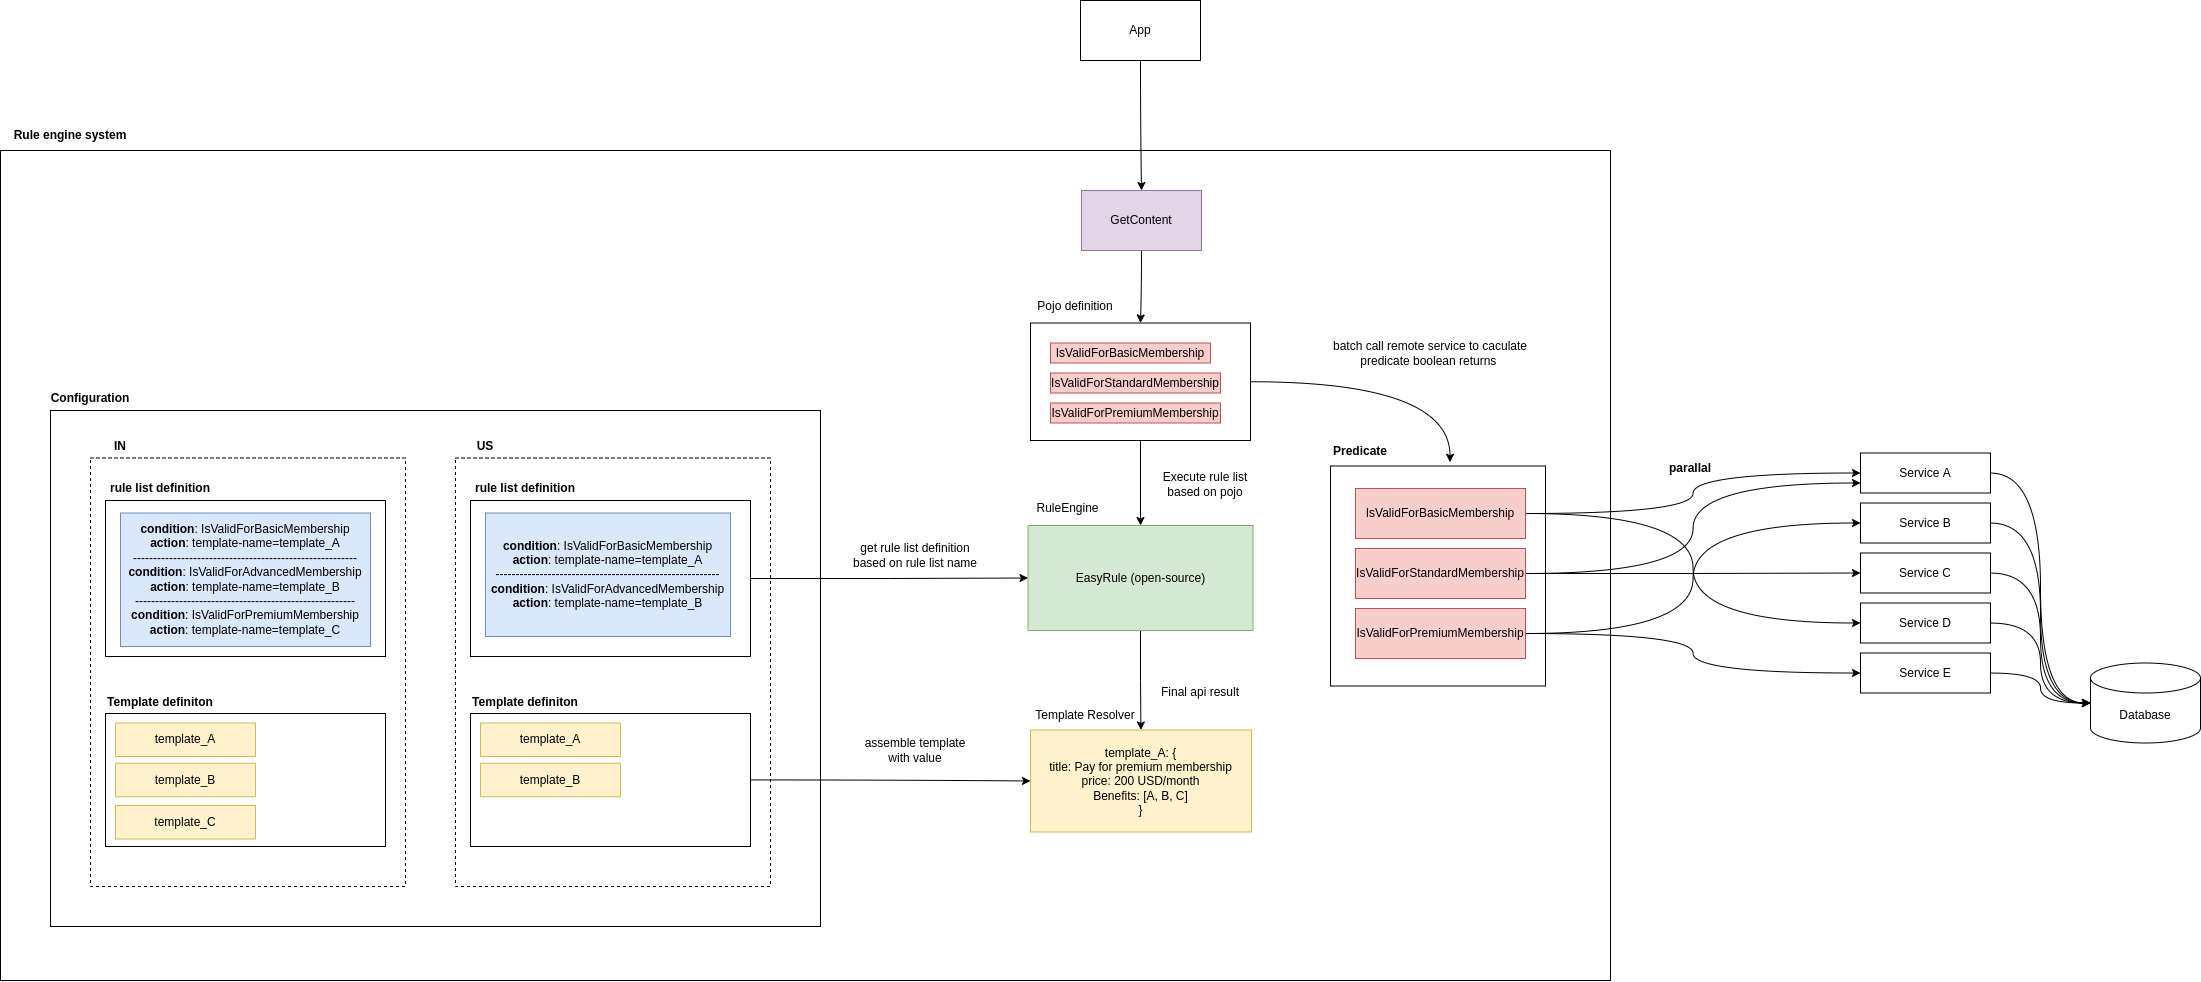 App
Rule engine system
GetContent
Pojo definition
IsValidForBasicMembership
IsValidForStandardMembership
IsValidForPremiumMembership
batch call remote service to caculate
predicate boolean returns
Configuration
IN
rule list definition
condition: IsValidForBasicMembership
action: template-name=template_A
--------------------------------------------------------
condition: IsValidForAdvancedMembership
action: template-name=template_B
-------------------------------------------------------
condition: IsValidForPremiumMembership
action: template-name=template_C
Template definiton
template_A
template_B
template_C
US
rule list definition
condition: IsValidForBasicMembership
action: template-name=template_A
--------------------------------------------------------
condition: IsValidForAdvancedMembership
action: template-name=template_B
Template definiton
template_A
template_B
get rule list definition
based on rule list name
assemble template
with value
Execute rule list
based on pojo
RuleEngine
EasyRule (open-source)
Final api result
Template Resolver
template_A: {
title: Pay for premium membership
price: 200 USD/month
Benefits: [A, B, C]
}
Predicate
IsValidForBasicMembership
IsValidForStandardMembership
IsValidForPremiumMembership
parallal
Service A
Service B
Service C
Service D
Service E
Database